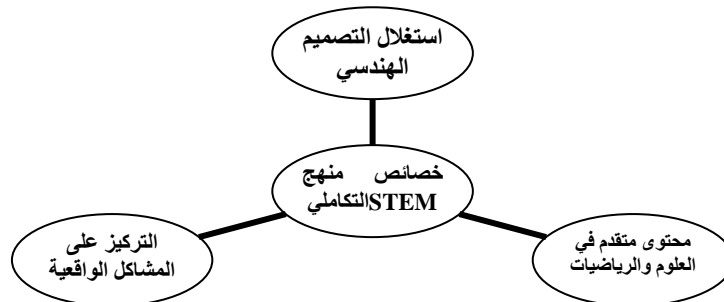 استغلال التصميم
الهندسي
خصائص منهج
STEMالتكاملي
التركيز على
المشاكل الواقعية
محتوى متقدم في
العلوم والرياضيات